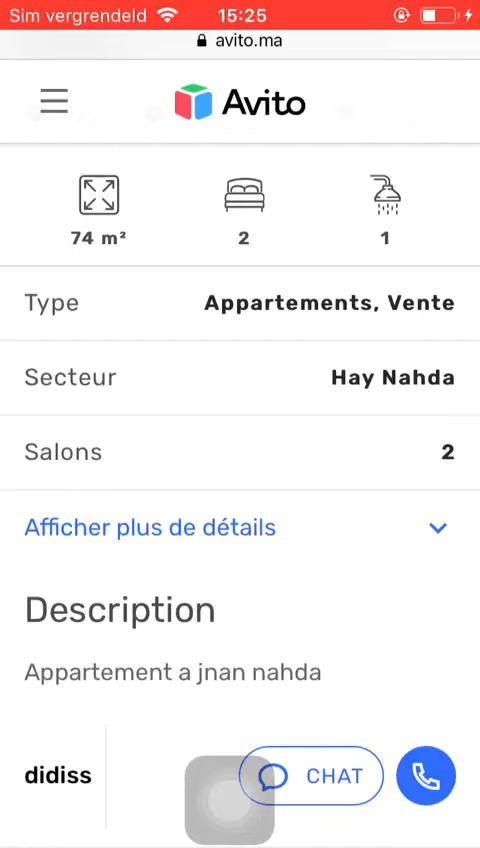 Sim vergrendeld 15:25
avito.ma
Avito
74 m² 2 1
Type Appartements, Vente
Secteur Hay Nahda
Salons 2
Afficher plus de détails
Description
Appartement a jnan nahda
didiss CHAT